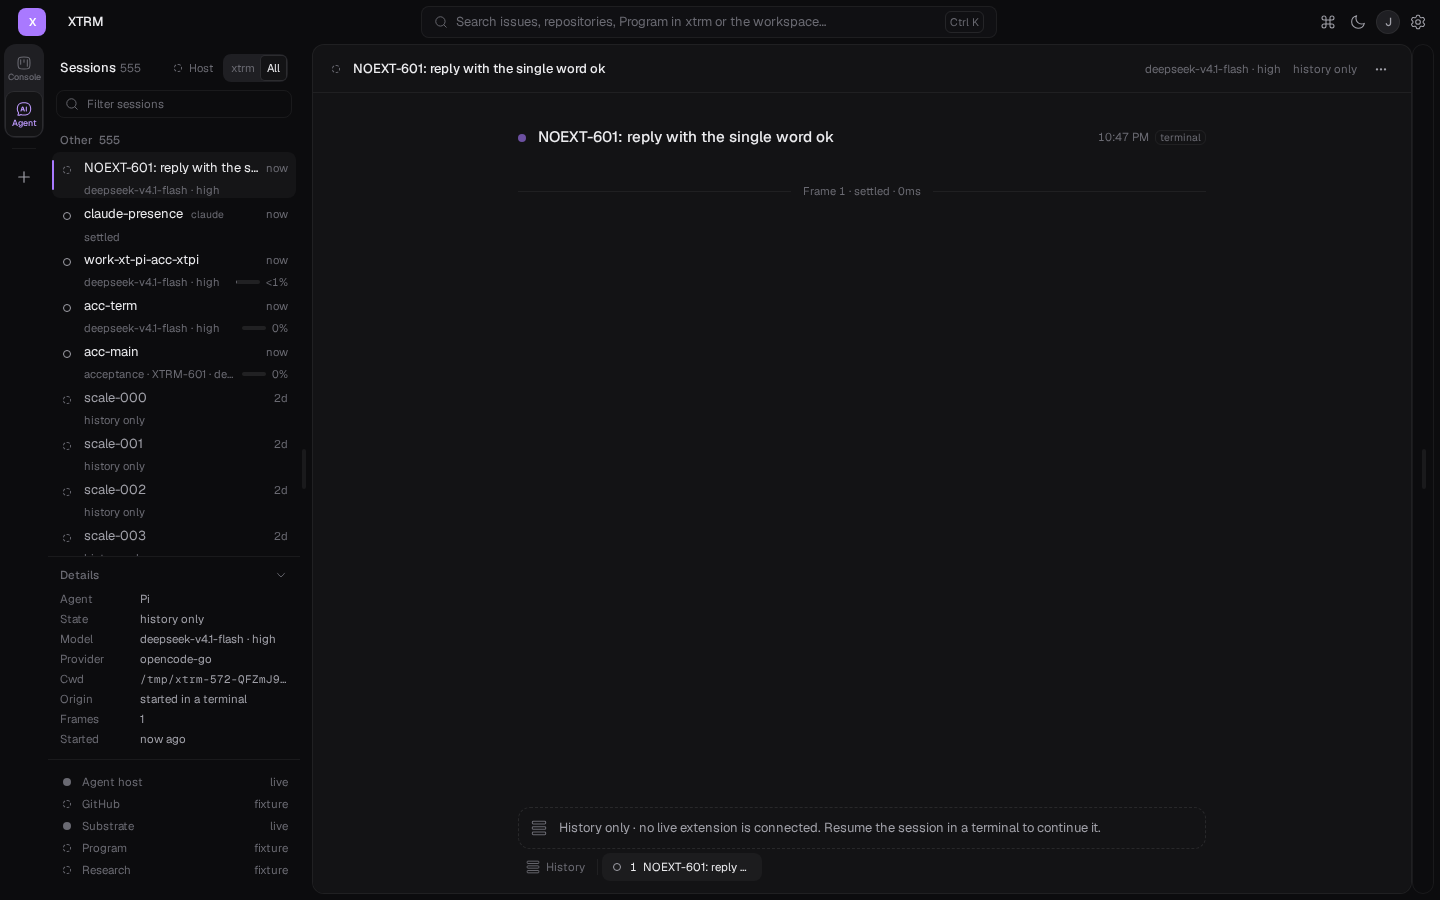 X XTRM Search issues, repositories, Program in xtrm or the workspace... Ctrl K J
Console
Agent
Sessions 555 Host xtrm All
Filter sessions
Other 555
NOEXT-601: reply with the s... now
deepseek-v4.1-flash · high
claude-presence claude now
settled
work-xt-pi-acc-xtpi now
deepseek-v4.1-flash · high <1%
acc-term now
deepseek-v4.1-flash · high 0%
acc-main now
acceptance · XTRM-601 · de... 0%
scale-000 2d
history only
scale-001 2d
history only
scale-002 2d
history only
scale-003 2d
Details
Agent Pi
State history only
Model deepseek-v4.1-flash · high
Provider opencode-go
Cwd /tmp/xtrm-572-QFZmJ9...
Origin started in a terminal
Frames 1
Started now ago
Agent host live
GitHub fixture
Substrate live
Program fixture
Research fixture
NOEXT-601: reply with the single word ok deepseek-v4.1-flash · high history only ...
NOEXT-601: reply with the single word ok 10:47 PM terminal
Frame 1 · settled · 0ms
History only · no live extension is connected. Resume the session in a terminal to continue it.
History 1 NOEXT-601: reply ...